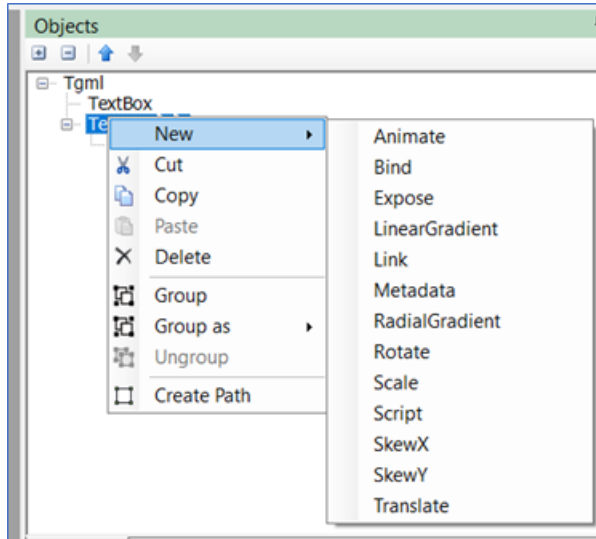 Objects
Tgml
TextBox
Te
New
Cut
Copy
Paste
Delete
Group
Group as
Ungroup
Create Path
Animate
Bind
Expose
LinearGradient
Link
Metadata
RadialGradient
Rotate
Scale
Script
SkewX
SkewY
Translate